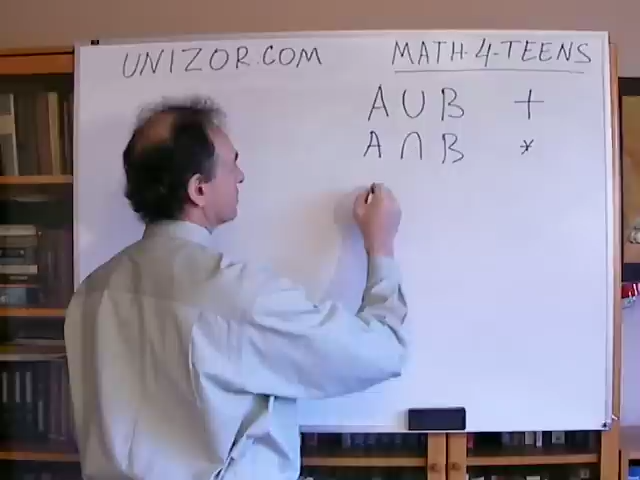 UNIZOR.COM MATH-4-TEENS
A ∪ B +
A ∩ B *